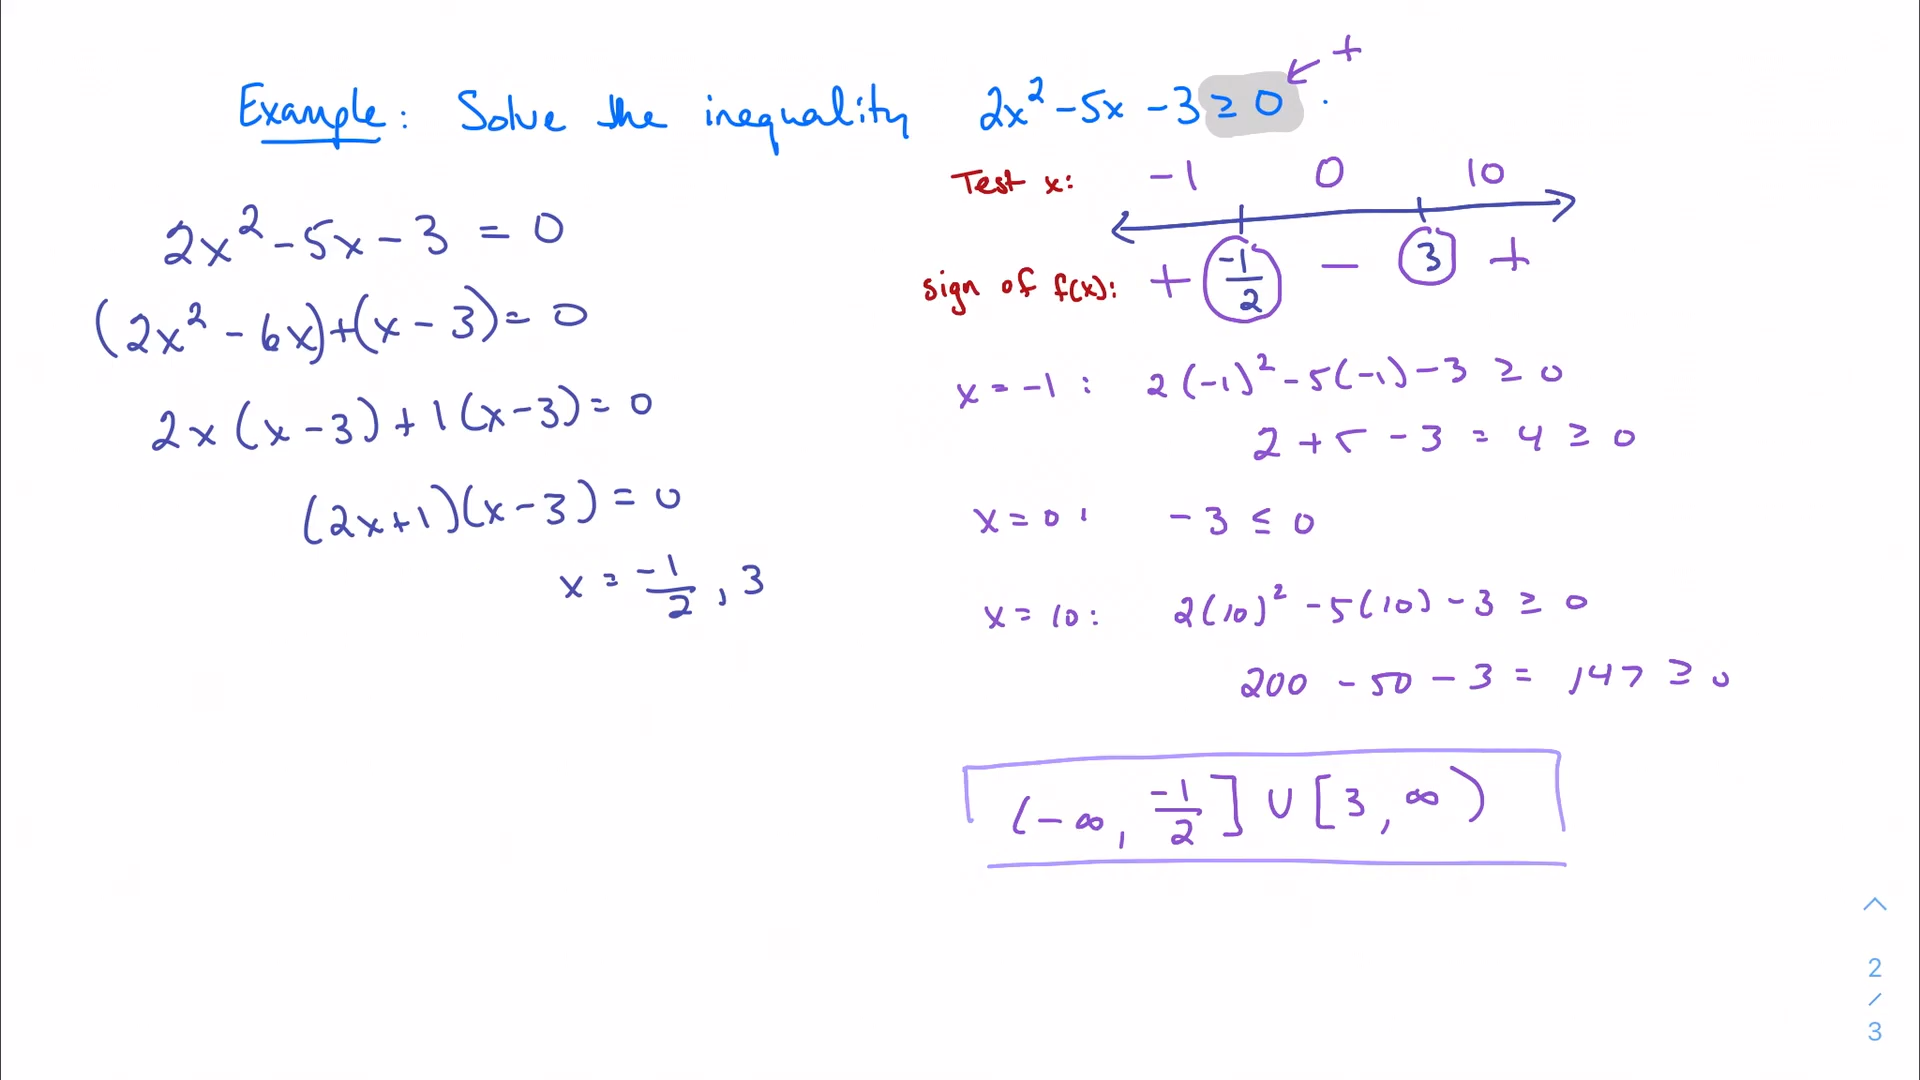 Example: Solve the inequality 2x² - 5x - 3 ≥ 0. +
2x² - 5x - 3 = 0
(2x² - 6x) + (x - 3) = 0
2x(x - 3) + 1(x - 3) = 0
(2x+1)(x-3) = 0
x = -1/2, 3
Test x: -1 0 10
sign of f(x): + -1/2 - 3 +
x = -1: 2(-1)² - 5(-1) - 3 ≥ 0
2 + 5 - 3 = 4 ≥ 0
x = 0: -3 ≤ 0
x = 10: 2(10)² - 5(10) - 3 ≥ 0
200 - 50 - 3 = 147 ≥ 0
(-∞, -1/2] ∪ [3, ∞)
2
/
3